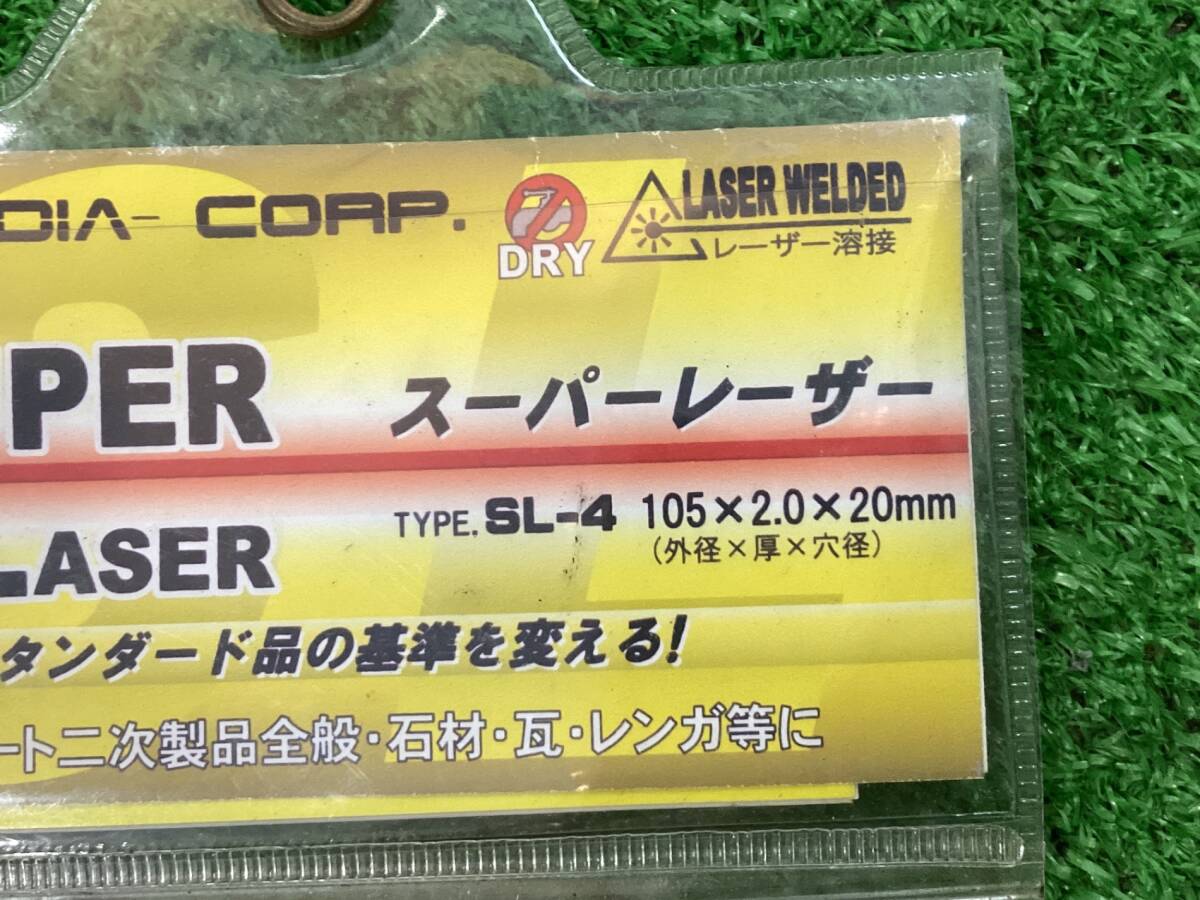 DIA- CORP.
DRY
LASER WELDED
レーザー溶接
PER
スーパーレーザー
LASER
TYPE. SL-4 105×2.0×20mm
(外径×厚×穴径)
タンダード品の基準を変える!
ート二次製品全般・石材・瓦・レンガ等に